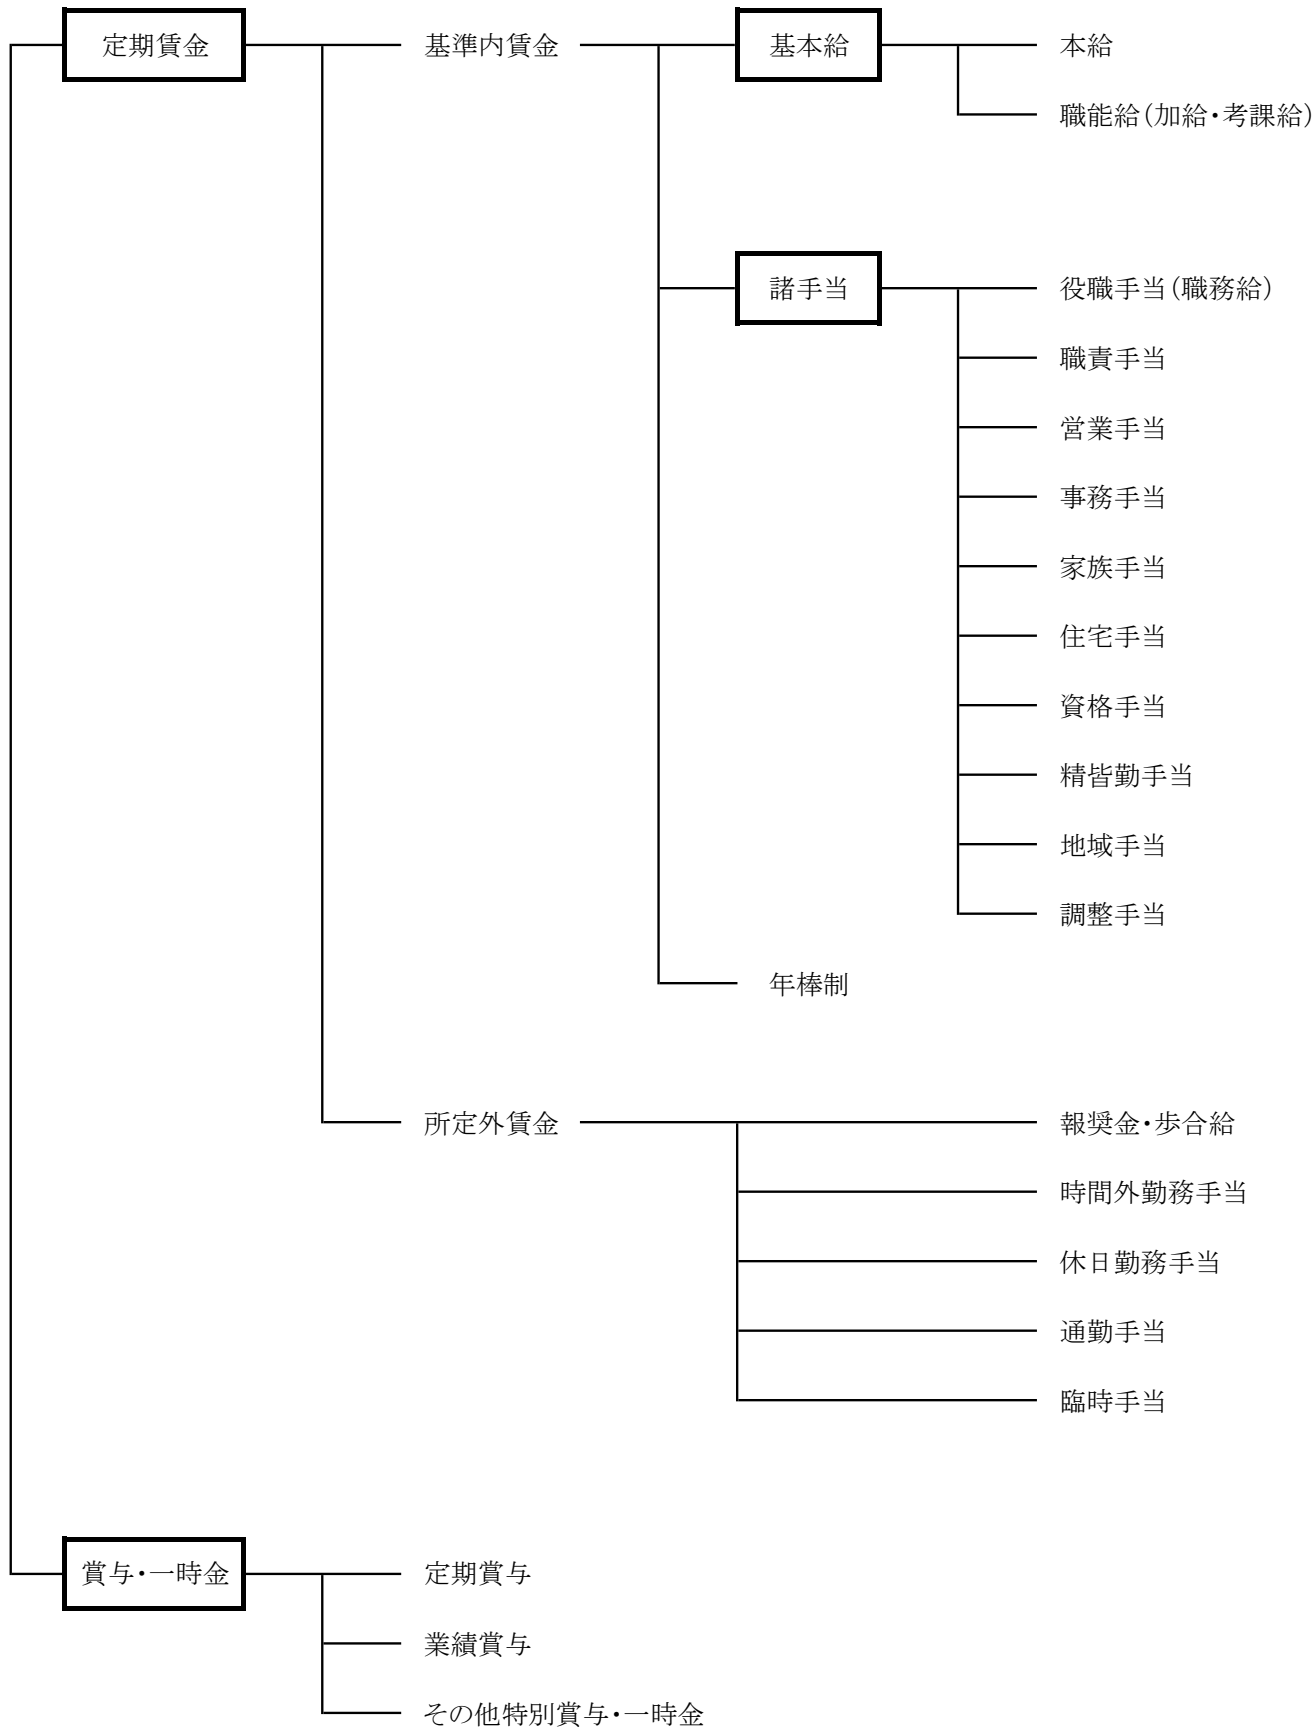 定期賃金
基準内賃金
基本給
本給
職能給(加給・考課給)
諸手当
役職手当(職務給)
職責手当
営業手当
事務手当
家族手当
住宅手当
資格手当
精皆勤手当
地域手当
調整手当
年棒制
所定外賃金
報奨金・歩合給
時間外勤務手当
休日勤務手当
通勤手当
臨時手当
賞与・一時金
定期賞与
業績賞与
その他特別賞与・一時金